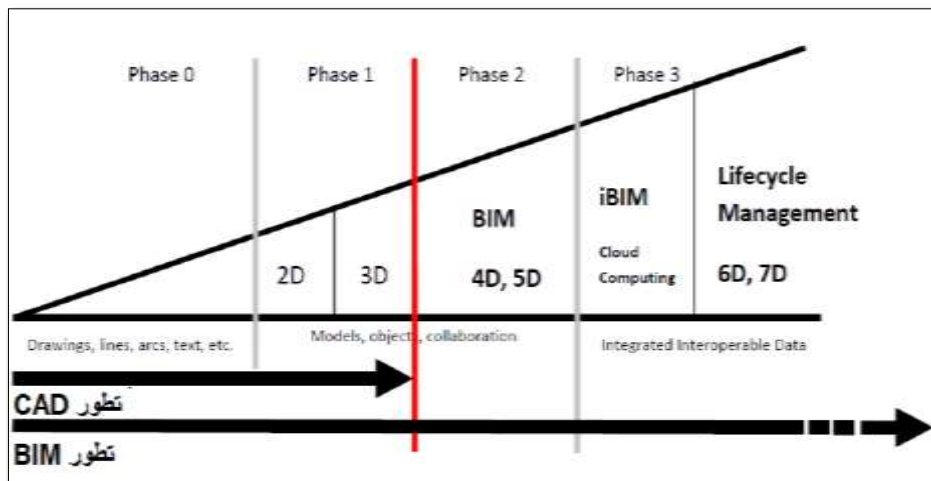 Phase 0
Phase 1
Phase 2
Phase 3
2D
3D
BIM
4D, 5D
iBIM
Cloud
Computing
Lifecycle
Management
6D, 7D
Drawings, lines, arcs, text, etc.
Models, objects, collaboration
Integrated Interoperable Data
تطور CAD
تطور BIM